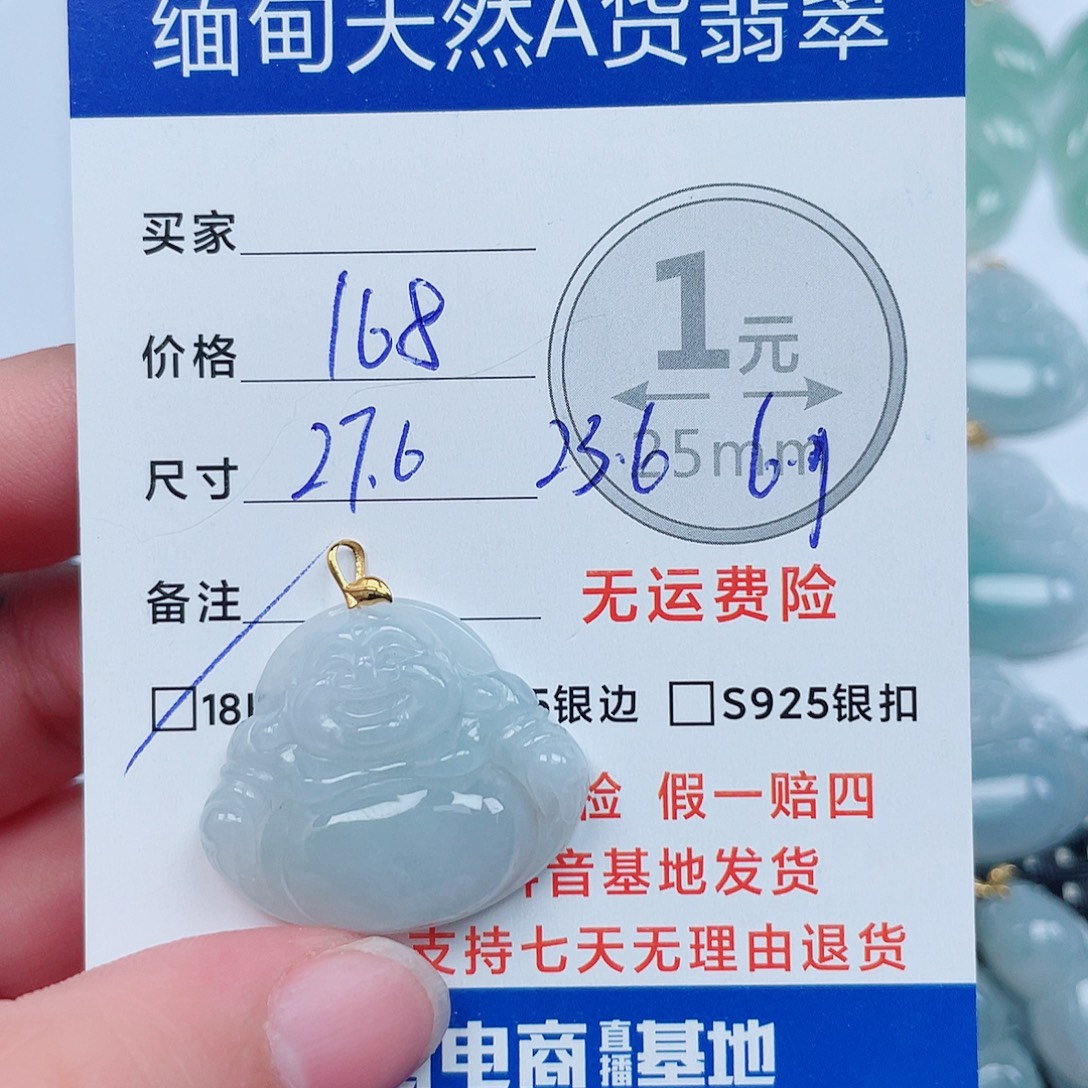 缅甸天然A货翡翠
买家
价格 168
1元
尺寸 27.6 23.6 6.9
25mm
备注
无运费险
18 银边 S925银扣
假一赔四
音基地发货
支持七天无理由退货
电商直播基地